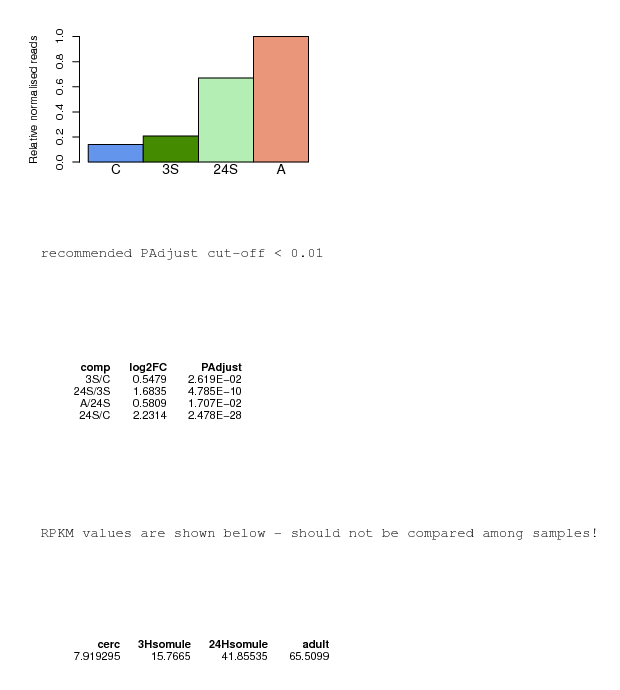 Relative normalised reads
1.0
0.8
0.6
0.4
0.2
0.0
C 3S 24S A
recommended PAdjust cut-off < 0.01
comp log2FC PAdjust
3S/C 0.5479 2.619E-02
24S/3S 1.6835 4.785E-10
A/24S 0.5809 1.707E-02
24S/C 2.2314 2.478E-28
RPKM values are shown below - should not be compared among samples!
cerc 3Hsomule 24Hsomule adult
7.919295 15.7665 41.85535 65.5099